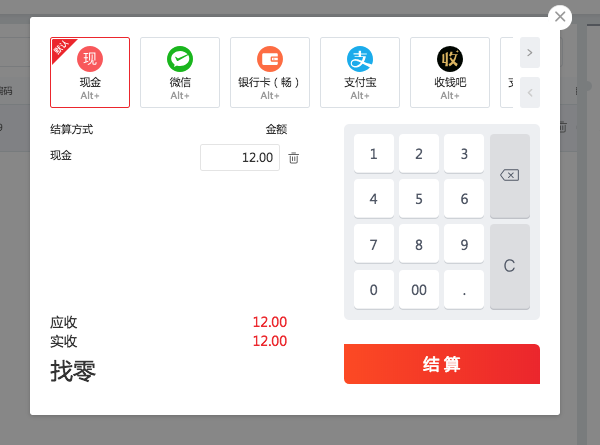 默认
现
现金
Alt+
微信
Alt+
银行卡（畅）
Alt+
支
支付宝
Alt+
收
收钱吧
Alt+
结算方式 金额
现金 12.00
1 2 3
4 5 6
7 8 9 C
0 00 .
应收 12.00
实收 12.00
找零
结算